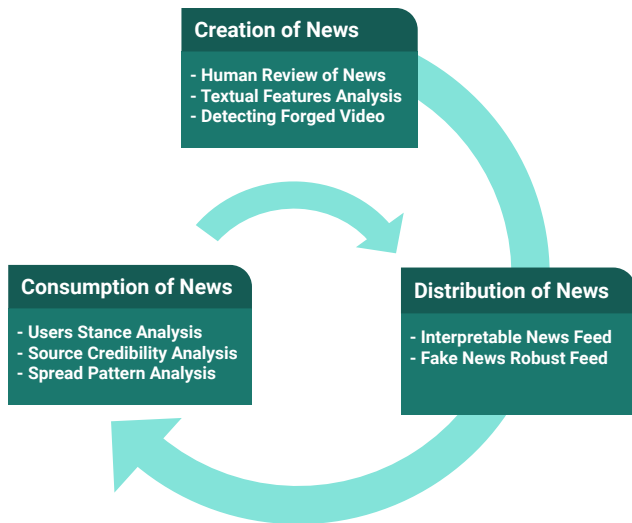 Creation of News
- Human Review of News
- Textual Features Analysis
- Detecting Forged Video
Consumption of News
- Users Stance Analysis
- Source Credibility Analysis
- Spread Pattern Analysis
Distribution of News
- Interpretable News Feed
- Fake News Robust Feed